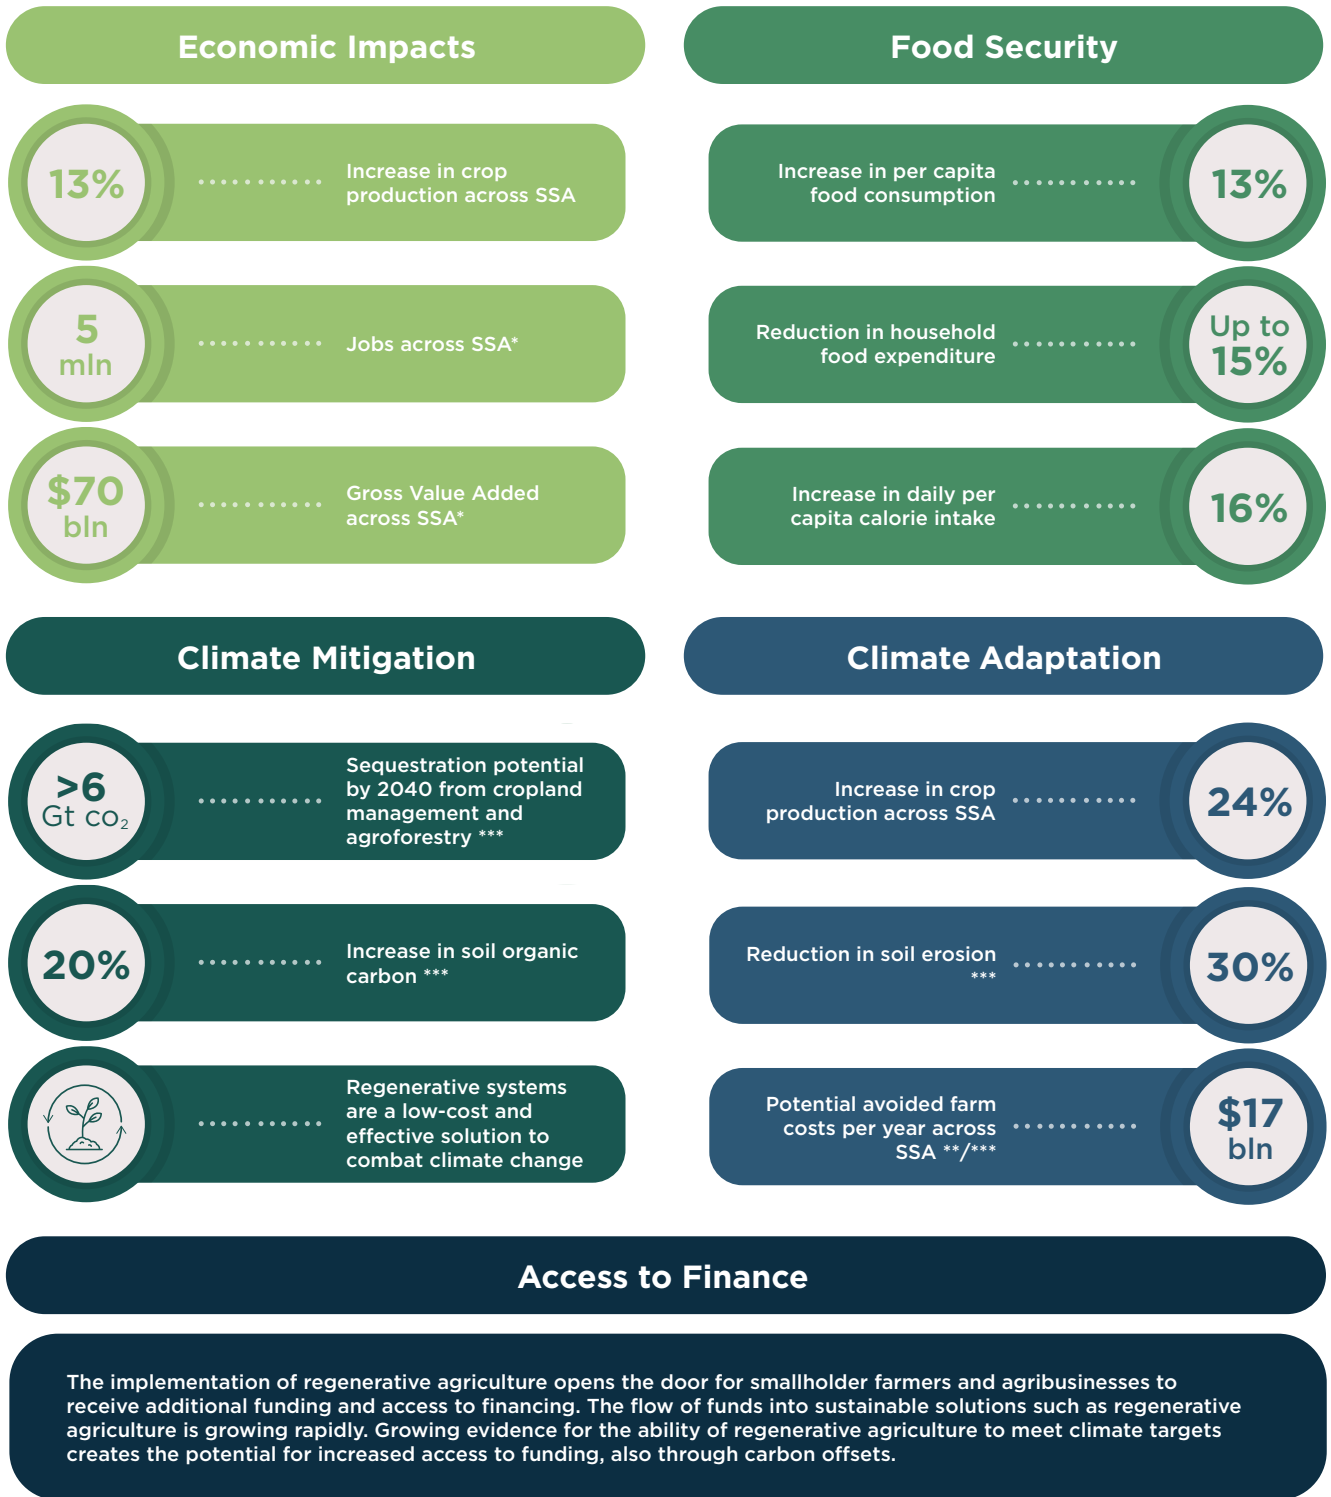 Economic Impacts
13%
Increase in crop
production across SSA
5
mln
Jobs across SSA*
$70
bln
Gross Value Added
across SSA*
Food Security
Increase in per capita
food consumption
13%
Reduction in household
food expenditure
Up to
15%
Increase in daily per
capita calorie intake
16%
Climate Mitigation
>6
Gt co₂
Sequestration potential
by 2040 from cropland
management and
agroforestry ***
20%
Increase in soil organic
carbon ***
Regenerative systems
are a low-cost and
effective solution to
combat climate change
Climate Adaptation
Increase in crop
production across SSA
24%
Reduction in soil erosion
***
30%
Potential avoided farm
costs per year across
SSA **/***
$17
bln
Access to Finance
The implementation of regenerative agriculture opens the door for smallholder farmers and agribusinesses to
receive additional funding and access to financing. The flow of funds into sustainable solutions such as regenerative
agriculture is growing rapidly. Growing evidence for the ability of regenerative agriculture to meet climate targets
creates the potential for increased access to funding, also through carbon offsets.